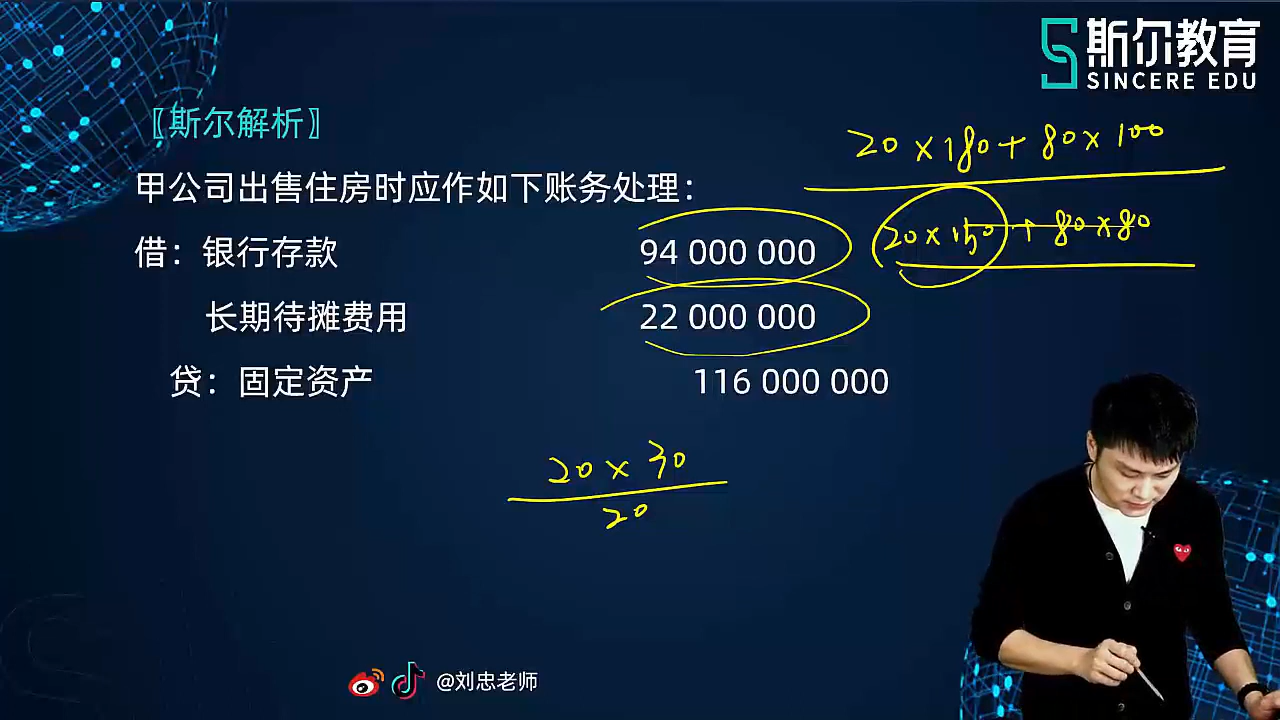 斯尔教育
SINCERE EDU
〖斯尔解析〗
20×180+80×100
甲公司出售住房时应作如下账务处理：
20×150+80×80
借：银行存款 94 000 000
长期待摊费用 22 000 000
贷：固定资产 116 000 000
20×30
20
@刘忠老师